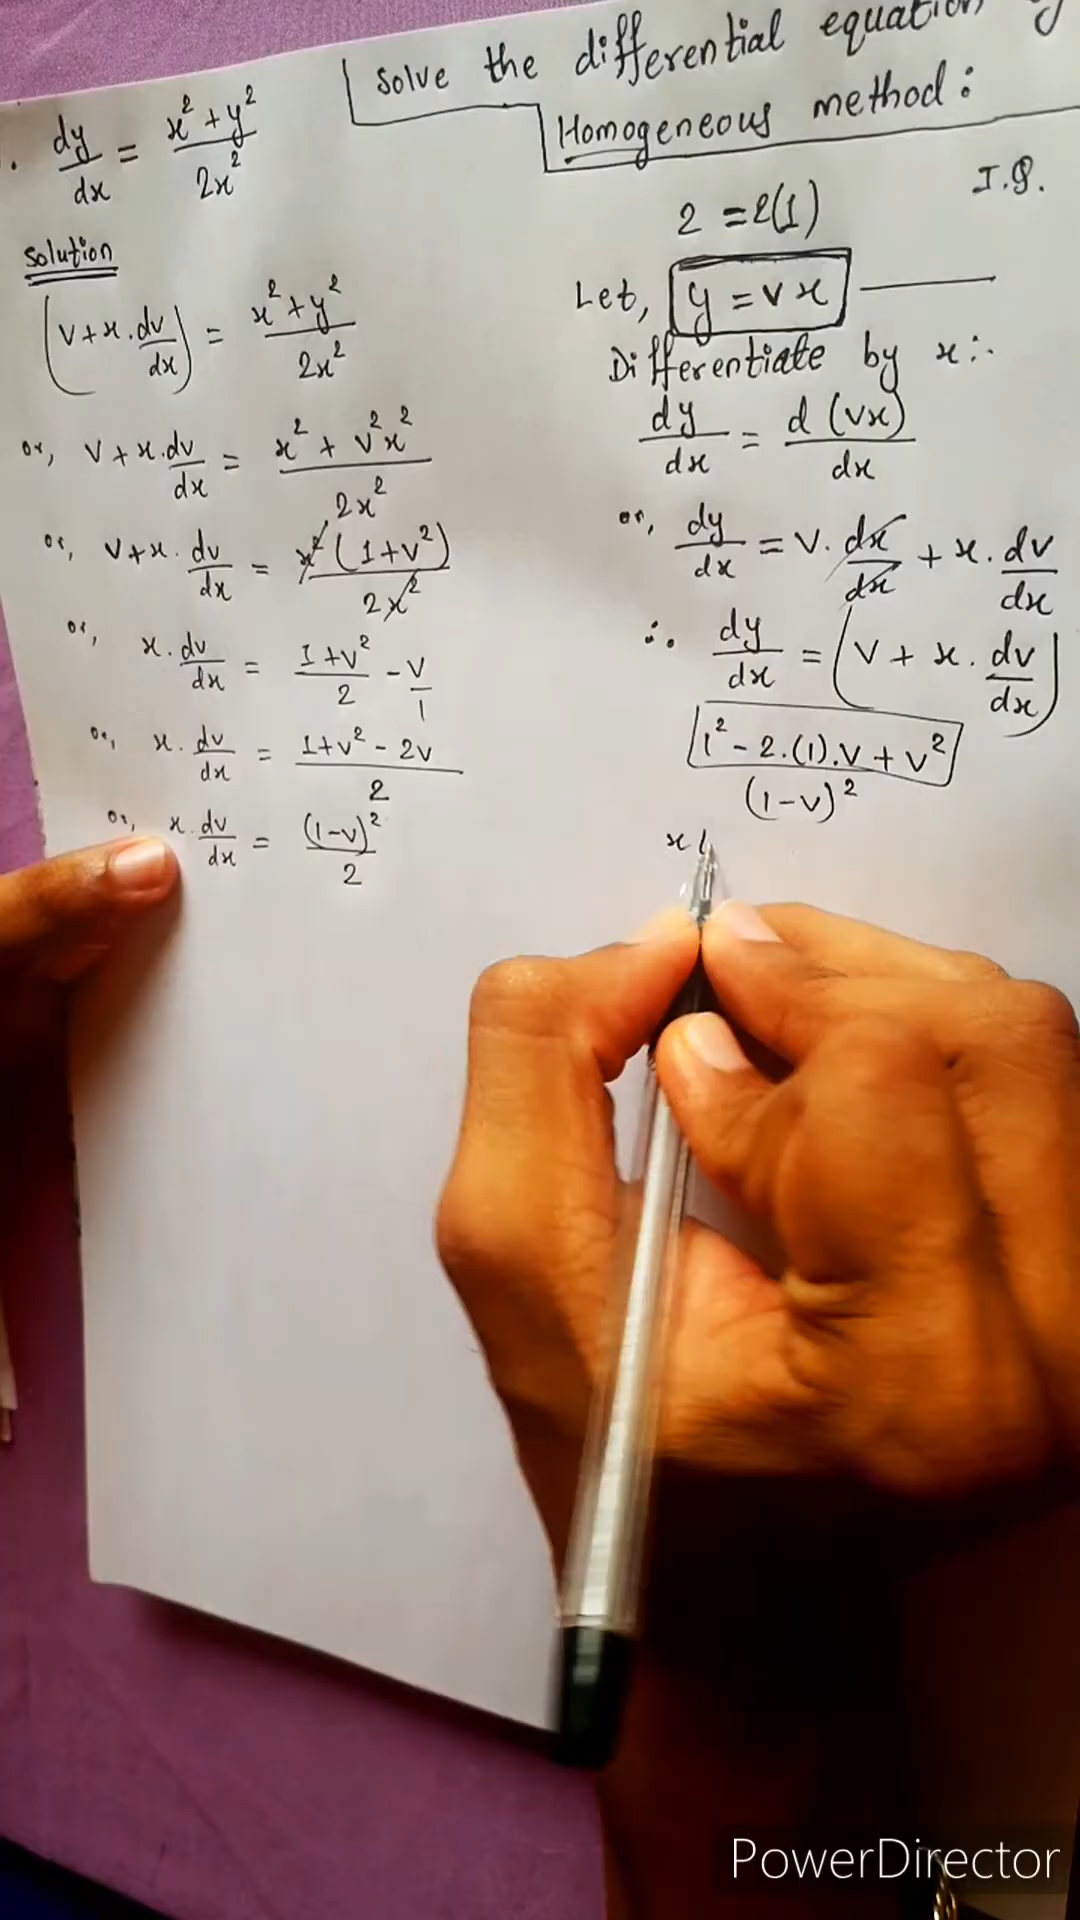 Solve the differential equation
Homogeneous method:
I.G.
dy/dx = x²+y²/2x²
Solution
(v+x.dv/dx) = x²+y²/2x²
or, v+x.dv/dx = x²+v²x²/2x²
or, v+x.dv/dx = x²(1+v²)/2x²
or, x.dv/dx = 1+v²/2 - v/1
or, x.dv/dx = 1+v²-2v/2
or, x.dv/dx = (1-v)²/2
2 = 2(1)
Let, y = vx
Differentiate by x:.
dy/dx = d(vx)/dx
or, dy/dx = v.dx/dx + x.dv/dx
∴ dy/dx = (v+x.dv/dx)
1²-2.(1).v+v²
(1-v)²
x
PowerDirector